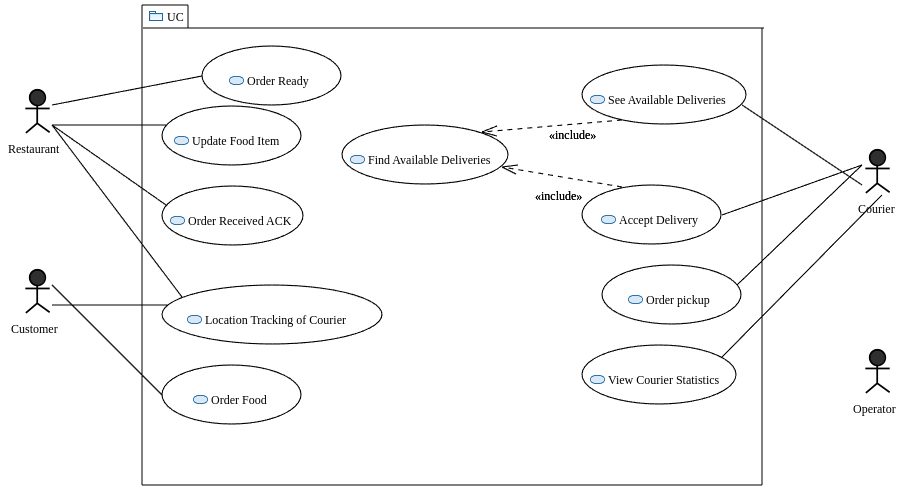 UC
Order Ready
See Available Deliveries
Restaurant
Update Food Item
«include»
Find Available Deliveries
«include»
Order Received ACK
Accept Delivery
Courier
Customer
Location Tracking of Courier
Order pickup
Order Food
View Courier Statistics
Operator